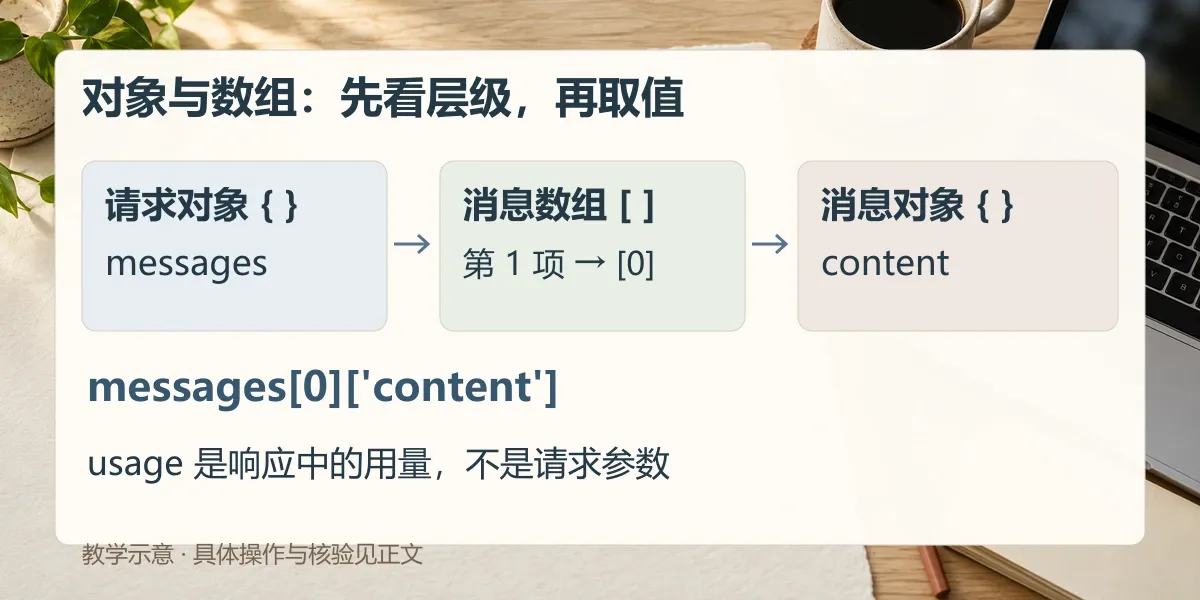 对象与数组：先看层级，再取值
请求对象 { }
messages
消息数组 [ ]
第 1 项 → [0]
消息对象 { }
content
messages[0]['content']
usage 是响应中的用量，不是请求参数
教学示意 · 具体操作与核验见正文